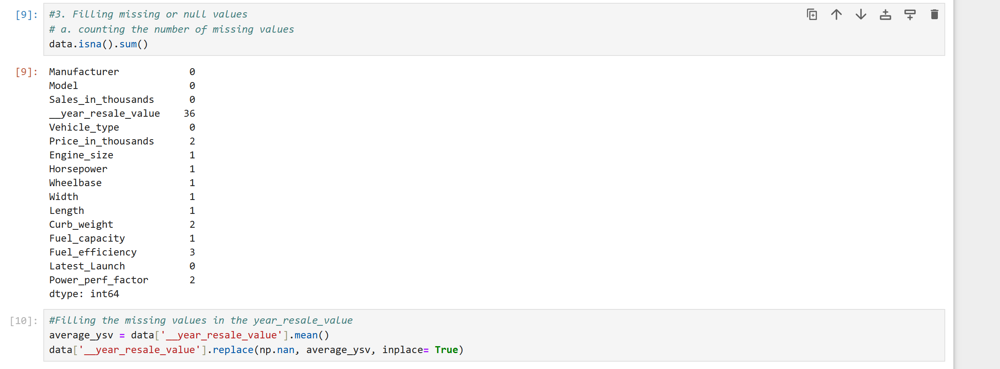 [9]: #3. Filling missing or null values
# a. counting the number of missing values
data.isna().sum()
[9]: Manufacturer 0
Model 0
Sales_in_thousands 0
__year_resale_value 36
Vehicle_type 0
Price_in_thousands 2
Engine_size 1
Horsepower 1
Wheelbase 1
Width 1
Length 1
Curb_weight 2
Fuel_capacity 1
Fuel_efficiency 3
Latest_Launch 0
Power_perf_factor 2
dtype: int64
[10]: #Filling the missing values in the year_resale_value
average_ysv = data['__year_resale_value'].mean()
data['__year_resale_value'].replace(np.nan, average_ysv, inplace= True)